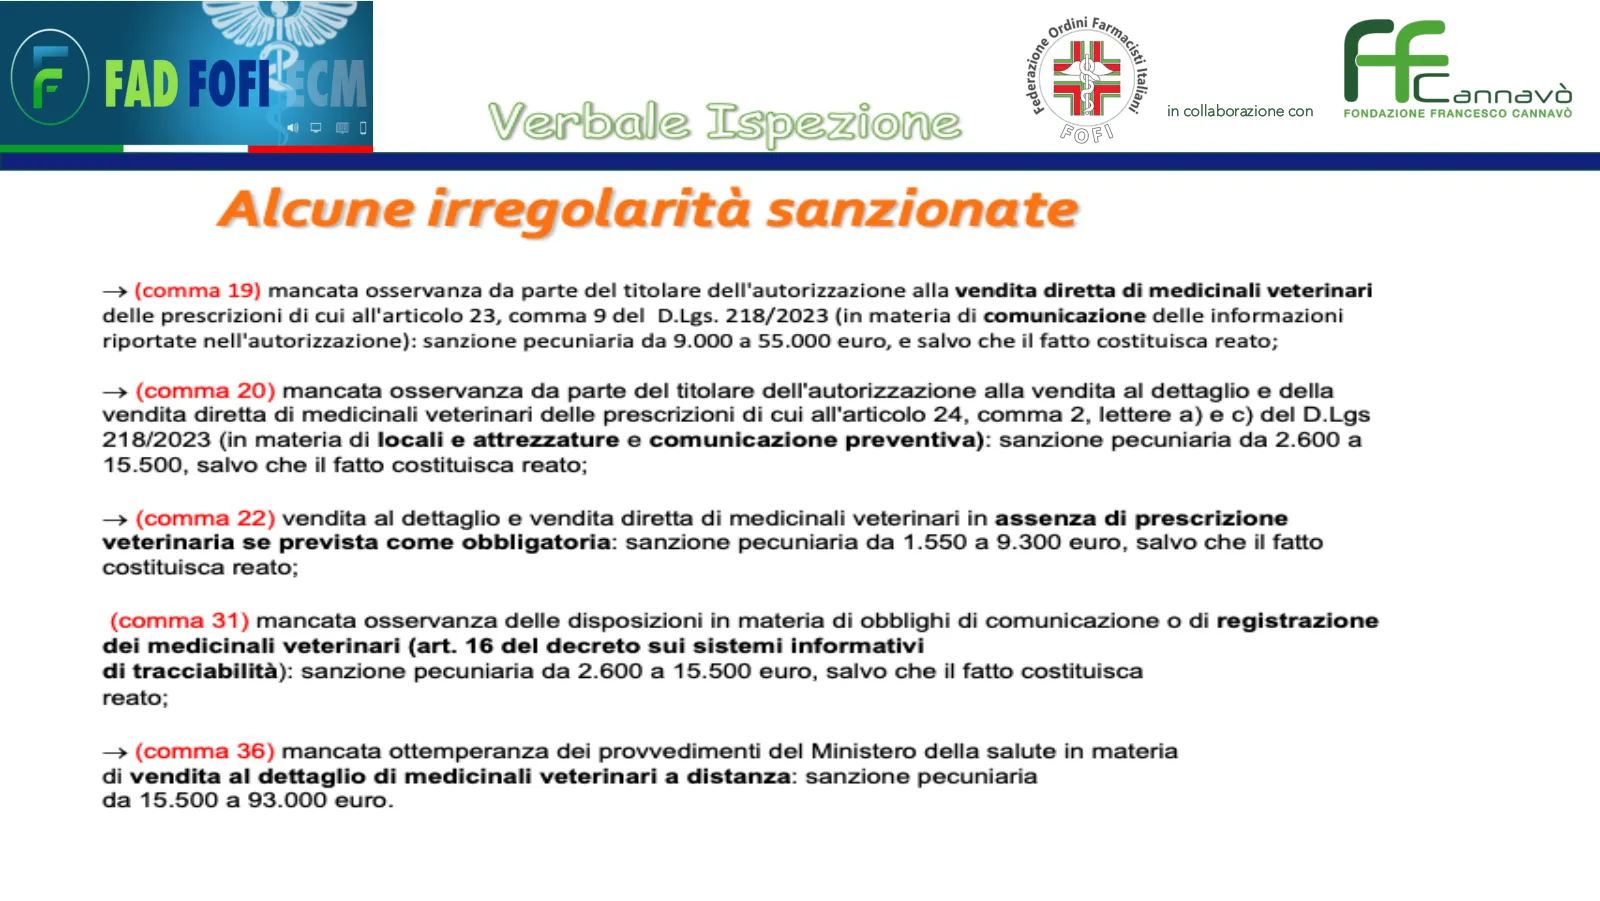 FAD FOFI ECM
Verbale Ispezione
Federazione Ordini Farmacisti Italiani
FOFI
in collaborazione con
Cannavò
FONDAZIONE FRANCESCO CANNAVÒ
Alcune irregolarità sanzionate
→ (comma 19) mancata osservanza da parte del titolare dell'autorizzazione alla vendita diretta di medicinali veterinari
delle prescrizioni di cui all'articolo 23, comma 9 del D.Lgs. 218/2023 (in materia di comunicazione delle informazioni
riportate nell'autorizzazione): sanzione pecuniaria da 9.000 a 55.000 euro, e salvo che il fatto costituisca reato;
→ (comma 20) mancata osservanza da parte del titolare dell'autorizzazione alla vendita al dettaglio e della
vendita diretta di medicinali veterinari delle prescrizioni di cui all'articolo 24, comma 2, lettere a) e c) del D.Lgs
218/2023 (in materia di locali e attrezzature e comunicazione preventiva): sanzione pecuniaria da 2.600 a
15.500, salvo che il fatto costituisca reato;
→ (comma 22) vendita al dettaglio e vendita diretta di medicinali veterinari in assenza di prescrizione
veterinaria se prevista come obbligatoria: sanzione pecuniaria da 1.550 a 9.300 euro, salvo che il fatto
costituisca reato;
(comma 31) mancata osservanza delle disposizioni in materia di obblighi di comunicazione o di registrazione
dei medicinali veterinari (art. 16 del decreto sui sistemi informativi
di tracciabilità): sanzione pecuniaria da 2.600 a 15.500 euro, salvo che il fatto costituisca
reato;
→ (comma 36) mancata ottemperanza dei provvedimenti del Ministero della salute in materia
di vendita al dettaglio di medicinali veterinari a distanza: sanzione pecuniaria
da 15.500 a 93.000 euro.